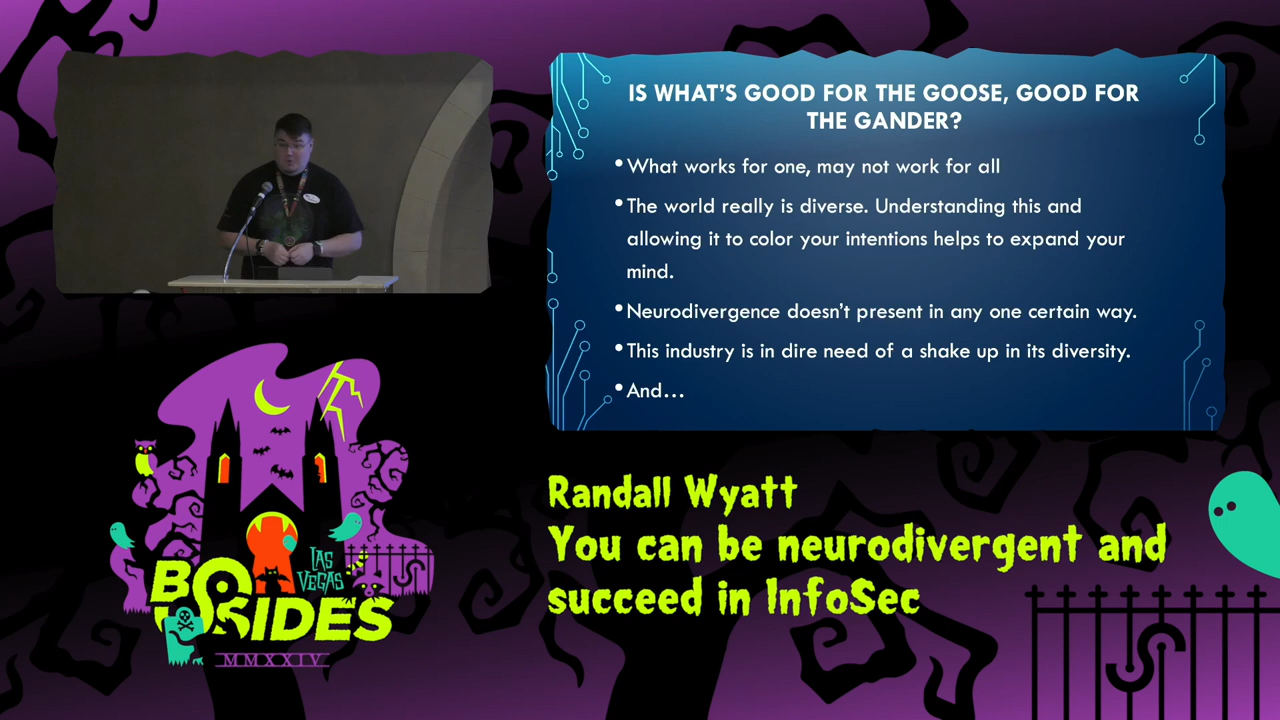 IS WHAT'S GOOD FOR THE GOOSE, GOOD FOR
THE GANDER?
•What works for one, may not work for all
•The world really is diverse. Understanding this and
allowing it to color your intentions helps to expand your
mind.
•Neurodivergence doesn't present in any one certain way.
•This industry is in dire need of a shake up in its diversity.
•And...
Randall Wyatt
You can be neurodivergent and
succeed in InfoSec
LAS
VEGAS
BSIDES
MMXXIV